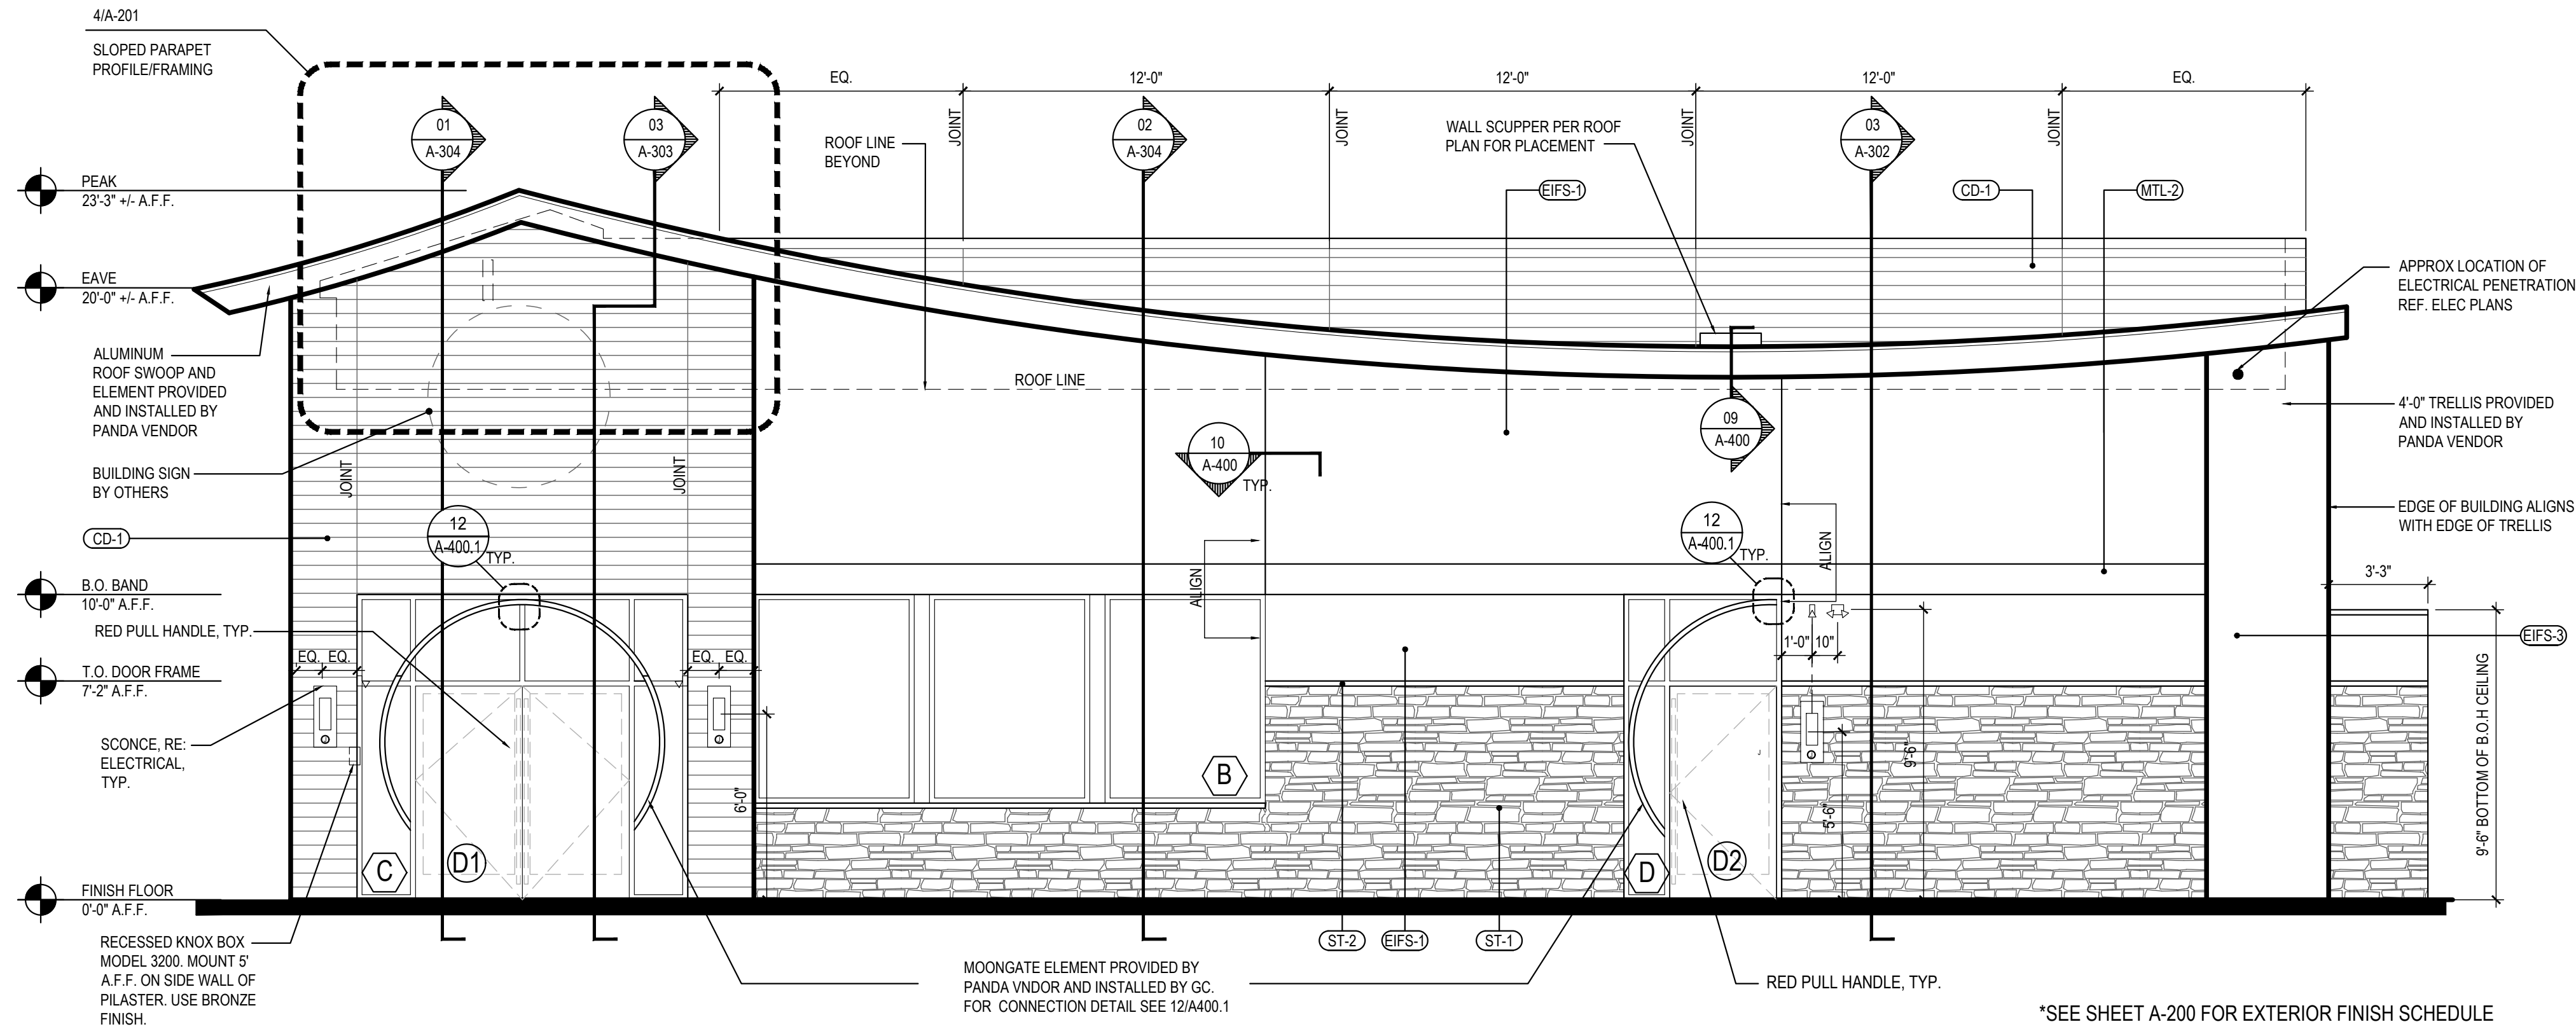 4/A-201
SLOPED PARAPET
PROFILE/FRAMING
EQ.
12'-0"
12'-0"
12'-0"
EQ.
JOINT
JOINT
JOINT
JOINT
01
A-304
03
A-303
02
A-304
03
A-302
ROOF LINE
BEYOND
WALL SCUPPER PER ROOF
PLAN FOR PLACEMENT
EIFS-1
CD-1
MTL-2
PEAK
23'-3" +/- A.F.F.
EAVE
20'-0" +/- A.F.F.
APPROX LOCATION OF
ELECTRICAL PENETRATION
REF. ELEC PLANS
ALUMINUM
ROOF SWOOP AND
ELEMENT PROVIDED
AND INSTALLED BY
PANDA VENDOR
ROOF LINE
4'-0" TRELLIS PROVIDED
AND INSTALLED BY
PANDA VENDOR
09
A-400
10
A-400
TYP.
BUILDING SIGN
BY OTHERS
JOINT
JOINT
EDGE OF BUILDING ALIGNS
WITH EDGE OF TRELLIS
CD-1
12
A-400.1
TYP.
12
A-400.1
TYP.
ALIGN
ALIGN
B.O. BAND
10'-0" A.F.F.
3'-3"
RED PULL HANDLE, TYP.
EIFS-3
1'-0"
10"
EQ.
EQ.
EQ.
EQ.
T.O. DOOR FRAME
7'-2" A.F.F.
SCONCE, RE:
ELECTRICAL,
TYP.
6'-0"
B
5'-6"
9'-6"
9'-6" BOTTOM OF B.O.H CEILING
C
D1
D
D2
FINISH FLOOR
0'-0" A.F.F.
RECESSED KNOX BOX
MODEL 3200. MOUNT 5'
A.F.F. ON SIDE WALL OF
PILASTER. USE BRONZE
FINISH.
ST-2
EIFS-1
ST-1
MOONGATE ELEMENT PROVIDED BY
PANDA VNDOR AND INSTALLED BY GC.
FOR CONNECTION DETAIL SEE 12/A400.1
RED PULL HANDLE, TYP.
*SEE SHEET A-200 FOR EXTERIOR FINISH SCHEDULE